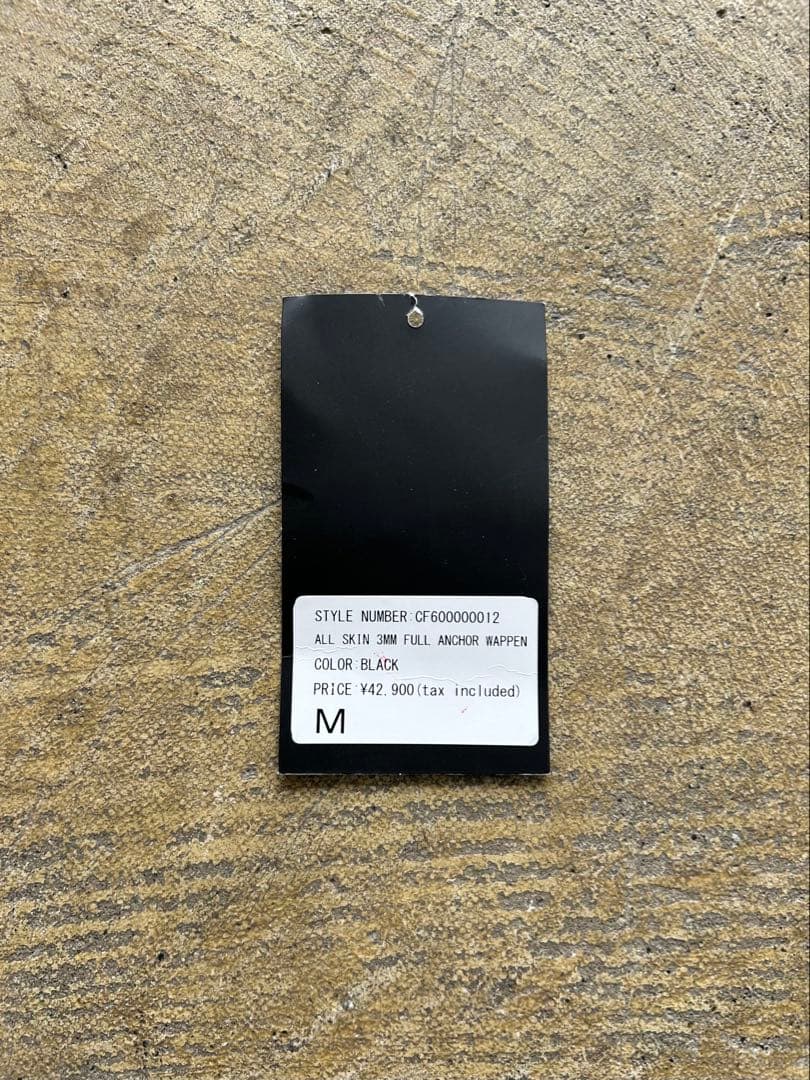 STYLE NUMBER:CF600000012
ALL SKIN 3MM FULL ANCHOR WAPPEN
COLOR:BLACK
PRICE:¥42.900(tax included)
M